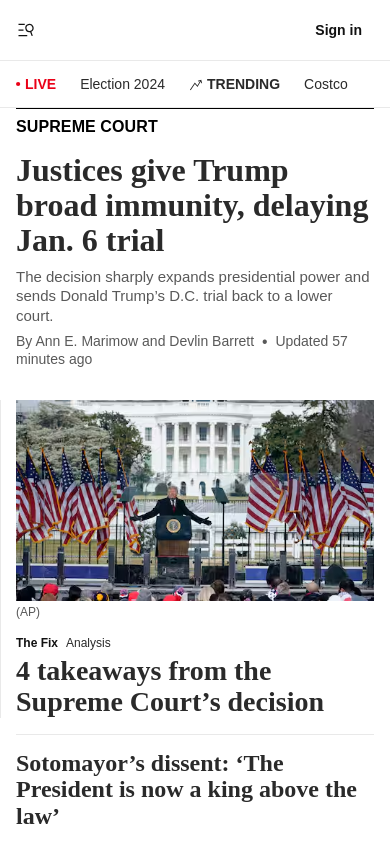 Sign in
• LIVE Election 2024 TRENDING Costco
SUPREME COURT
Justices give Trump
broad immunity, delaying
Jan. 6 trial
The decision sharply expands presidential power and
sends Donald Trump’s D.C. trial back to a lower
court.
By Ann E. Marimow and Devlin Barrett • Updated 57
minutes ago
(AP)
The Fix Analysis
4 takeaways from the
Supreme Court’s decision
Sotomayor’s dissent: ‘The
President is now a king above the
law’